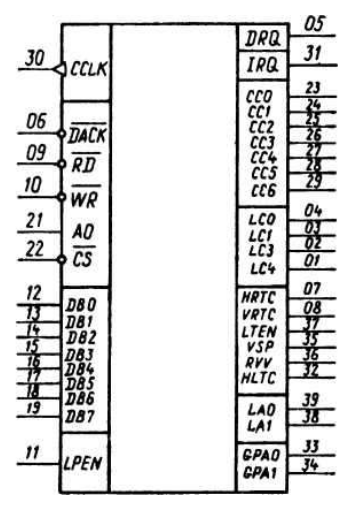 05
DRQ
31
IRQ
30
CCLK
23
CC0
24
CC1
25
CC2
26
CC3
27
CC4
28
CC5
29
CC6
06
DACK
09
RD
10
WR
21
A0
22
CS
04
LC0
03
LC1
02
LC3
01
LC4
12
DB0
13
DB1
14
DB2
15
DB3
16
DB4
17
DB5
18
DB6
19
DB7
07
HRTC
08
VRTC
37
LTEN
35
VSP
36
RVV
32
HLTC
39
LA0
38
LA1
11
LPEN
33
GPA0
34
GPA1